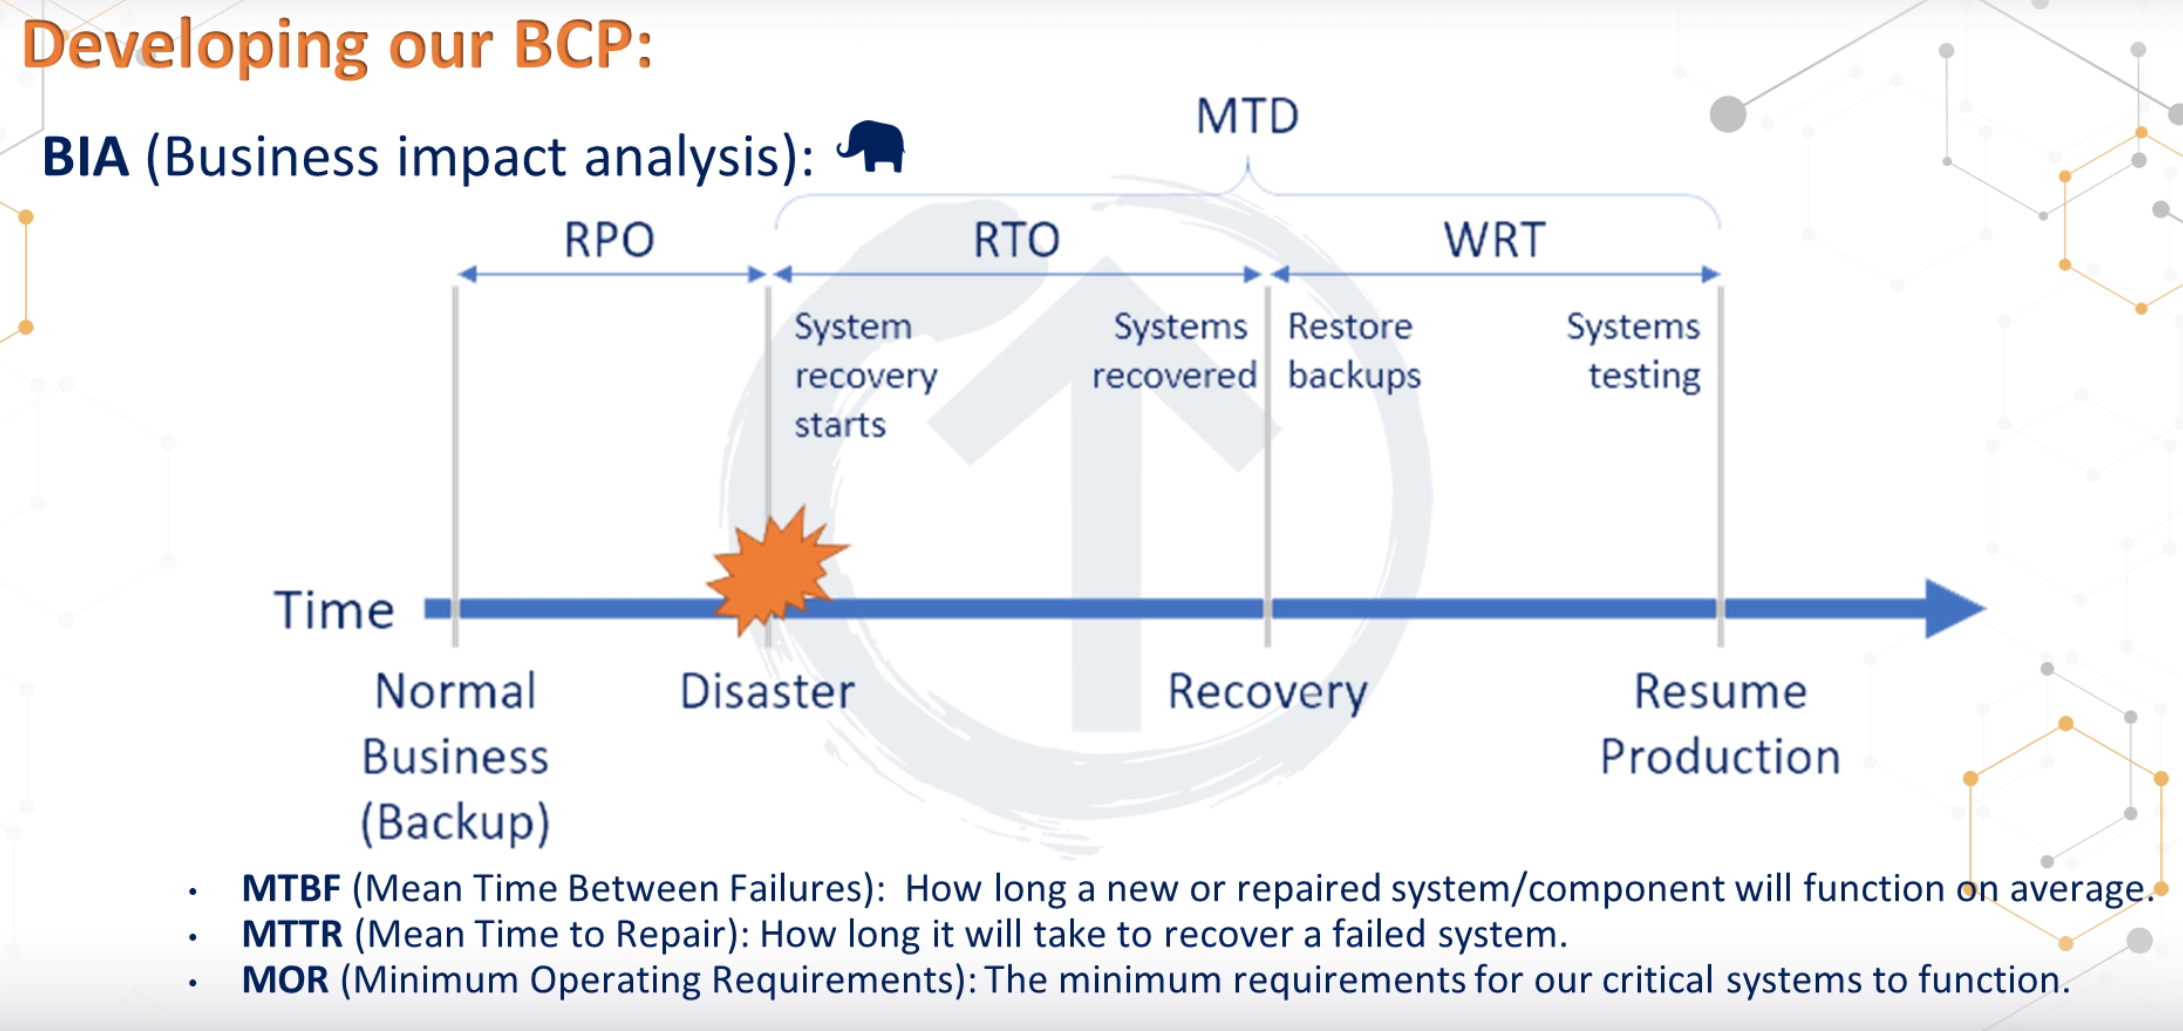 Developing our BCP:
BIA (Business impact analysis):
MTD
RPO
RTO
WRT
System
recovery
starts
Systems
recovered
Restore
backups
Systems
testing
Time
Normal
Business
(Backup)
Disaster
Recovery
Resume
Production
• MTBF (Mean Time Between Failures): How long a new or repaired system/component will function on average.
• MTTR (Mean Time to Repair): How long it will take to recover a failed system.
• MOR (Minimum Operating Requirements): The minimum requirements for our critical systems to function.